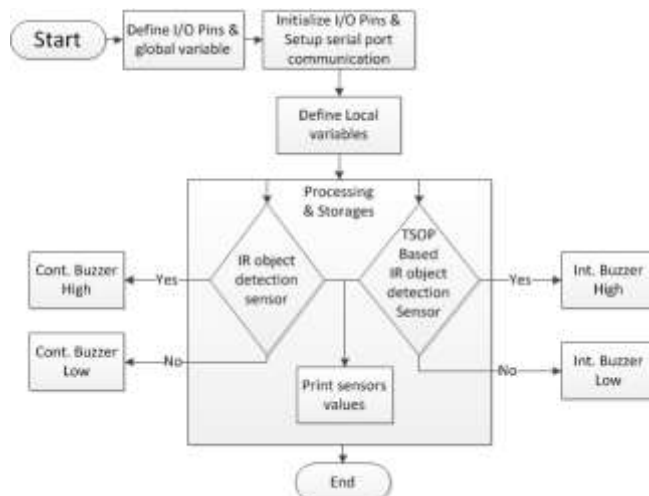 Start
Define I/O Pins &
global variable
Initialize I/O Pins &
Setup serial port
communication
Define Local
variables
Processing
& Storages
IR object
detection
sensor
TSOP
Based
IR object
detection
Sensor
Cont. Buzzer
High
Yes
Yes
Int. Buzzer
High
Cont. Buzzer
Low
No
No
Int. Buzzer
Low
Print sensors
values
End